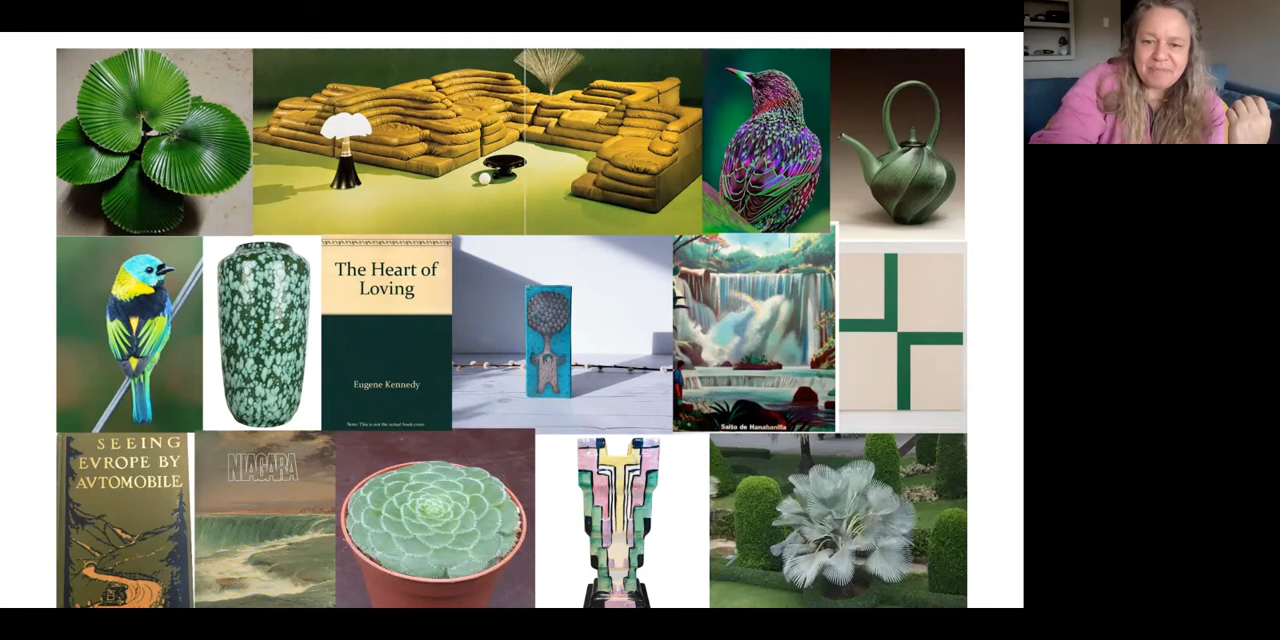 The Heart of
Loving
Eugene Kennedy
Note: This is not the actual book cover
Salto de Hanabanilla
SEEING
EVROPE BY
AVTOMOBILE
NIAGARA